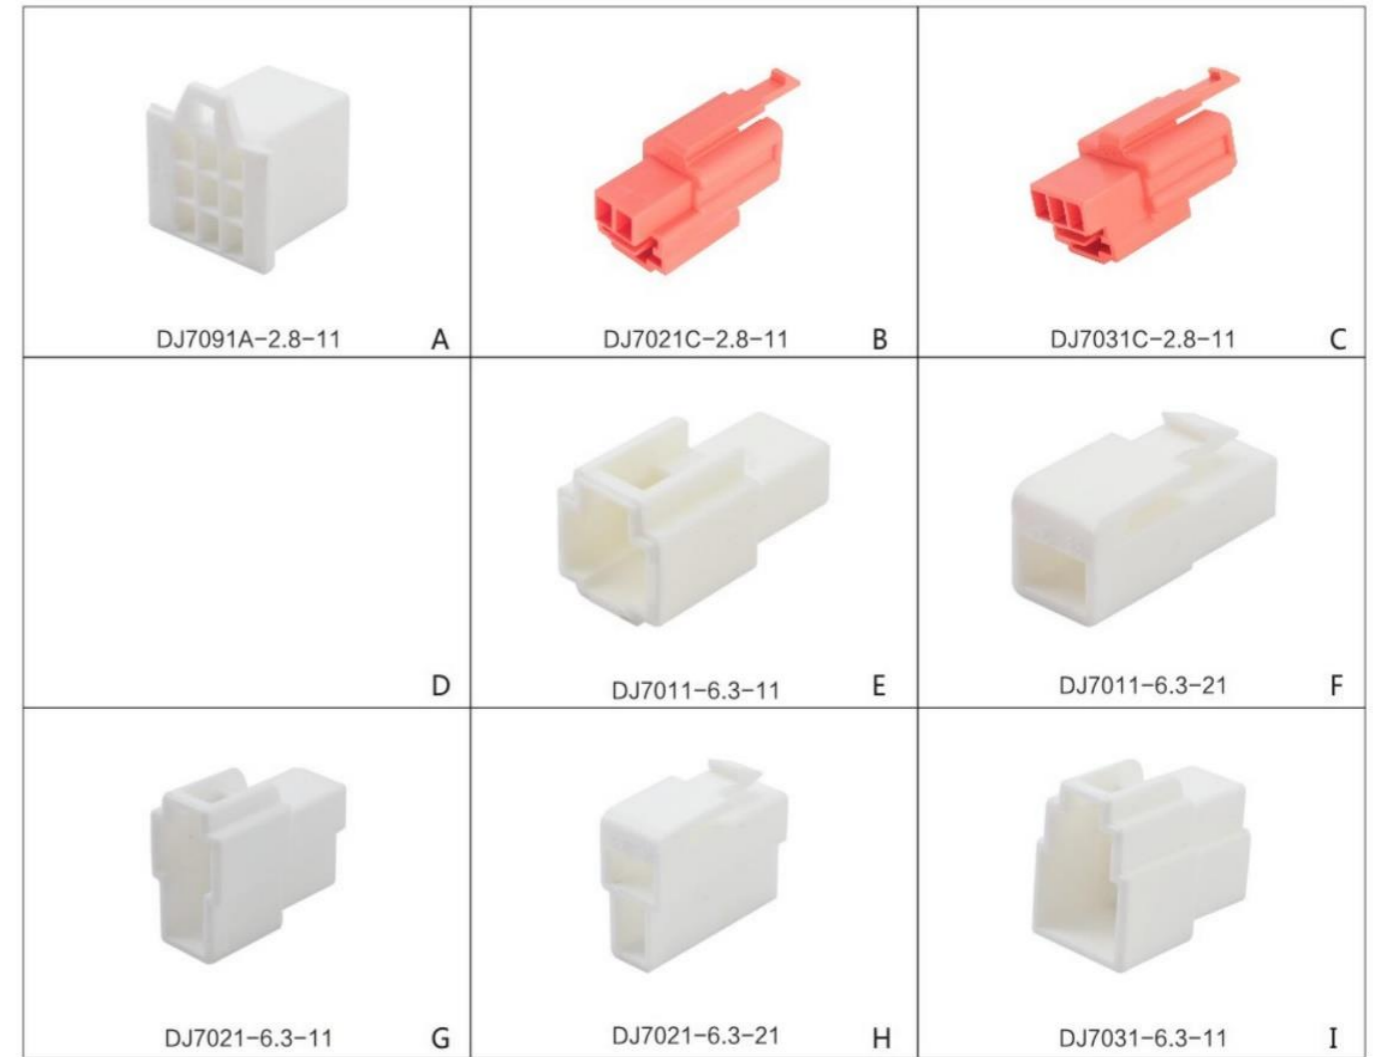 DJ7091A-2.8-11 A
DJ7021C-2.8-11 B
DJ7031C-2.8-11 C
D
DJ7011-6.3-11 E
DJ7011-6.3-21 F
DJ7021-6.3-11 G
DJ7021-6.3-21 H
DJ7031-6.3-11 I